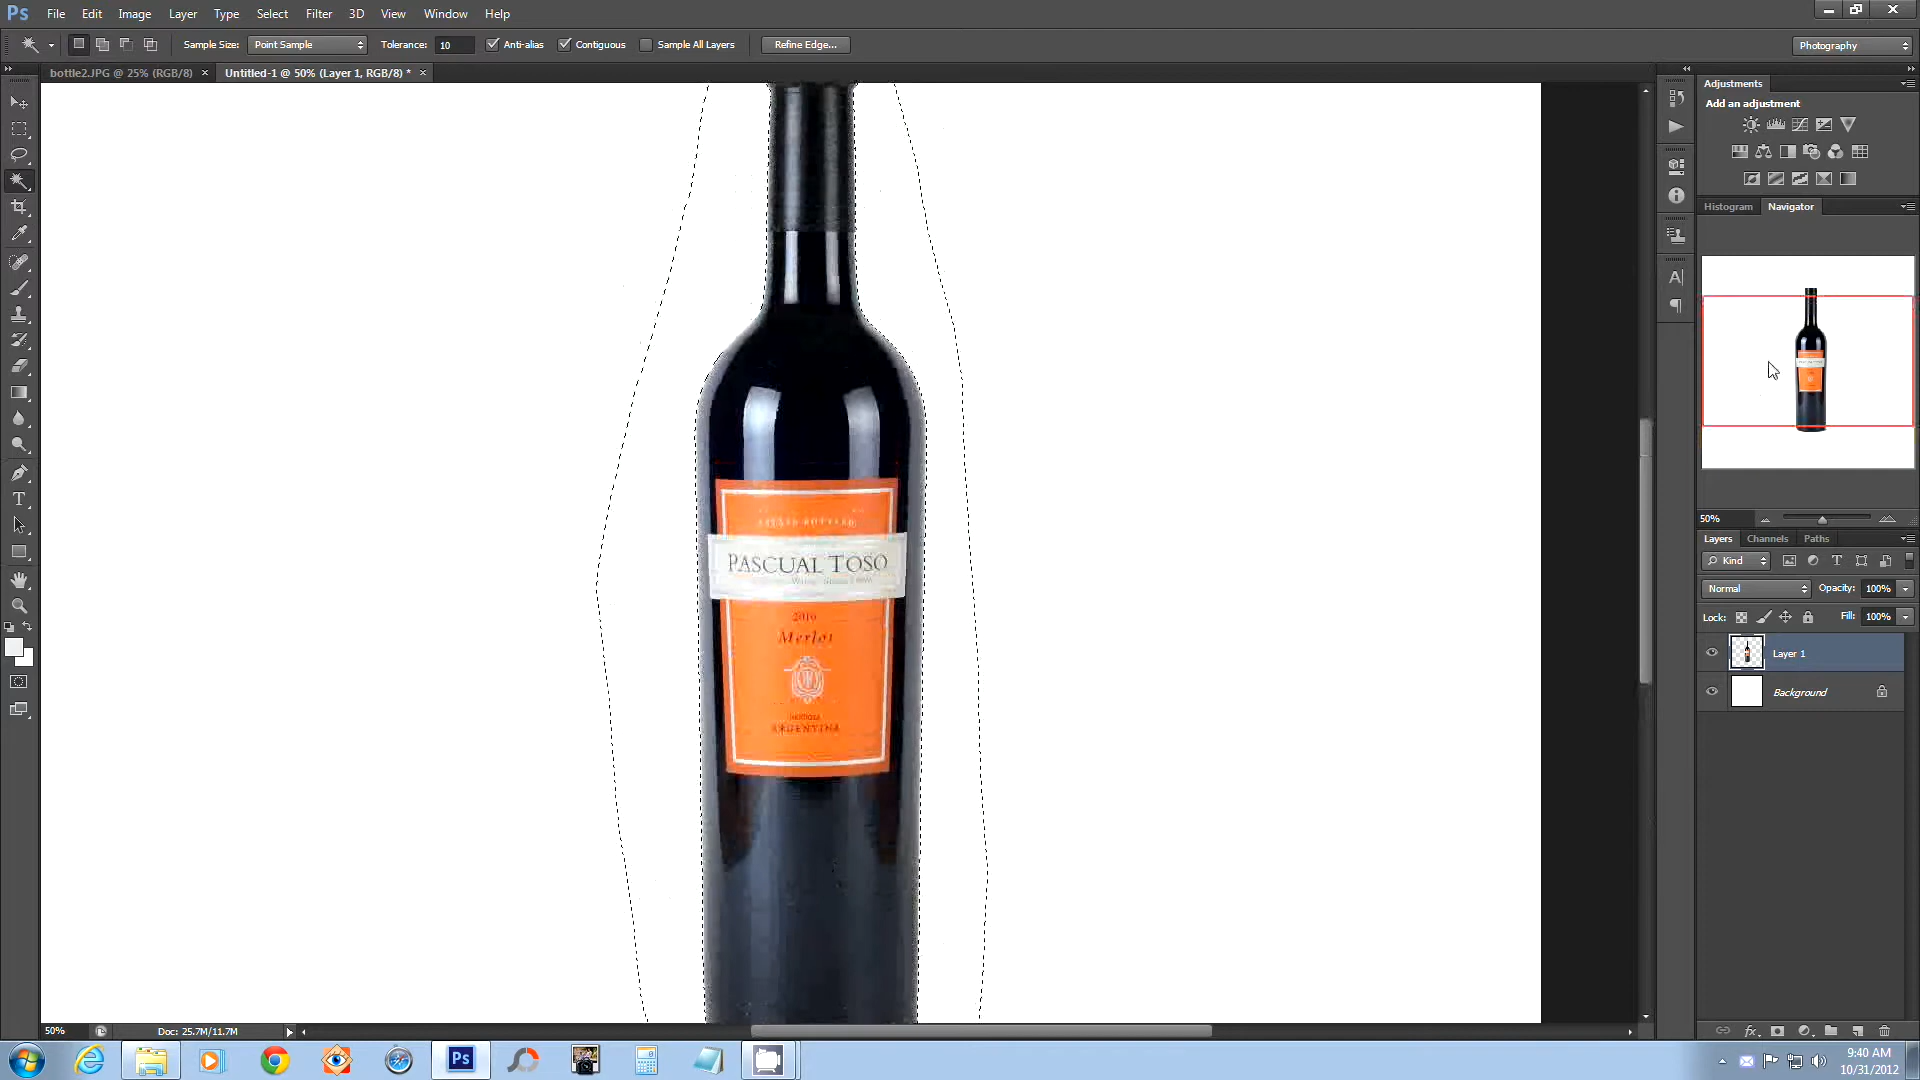 Ps File Edit Image Layer Type Select Filter 3D View Window Help
Sample Size: Point Sample Tolerance: 10 Anti-alias Contiguous Sample All Layers Refine Edge... Photography
bottle2.JPG @ 25% (RGB/8) × Untitled-1 @ 50% (Layer 1, RGB/8) * ×
Adjustments
Add an adjustment
Histogram Navigator
PASCUAL TOSO
2010
Merlot
ARGENTINA
50%
Layers Channels Paths
Kind
Normal Opacity: 100%
Lock: Fill: 100%
Layer 1
Background
50% Doc: 25.7M/11.7M
Ps
9:40 AM
10/31/2012